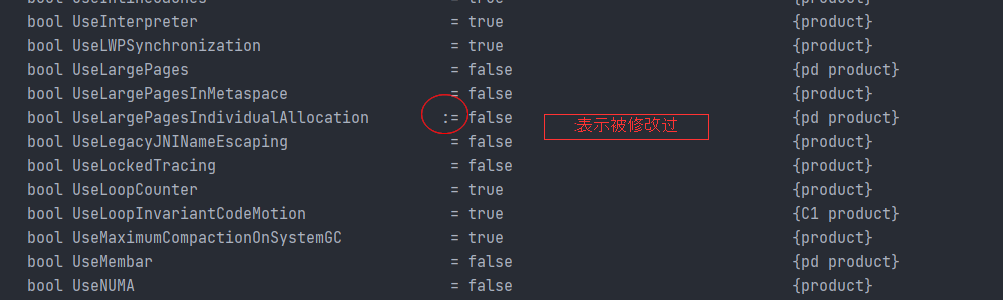 bool UseInlineCaches = true {product}
bool UseInterpreter = true {product}
bool UseLWPSynchronization = true {product}
bool UseLargePages = false {pd product}
bool UseLargePagesInMetaspace = false {product}
bool UseLargePagesIndividualAllocation := false {pd product}
:表示被修改过
bool UseLegacyJNINameEscaping = false {product}
bool UseLockedTracing = false {product}
bool UseLoopCounter = true {product}
bool UseLoopInvariantCodeMotion = true {C1 product}
bool UseMaximumCompactionOnSystemGC = true {product}
bool UseMembar = false {pd product}
bool UseNUMA = false {product}